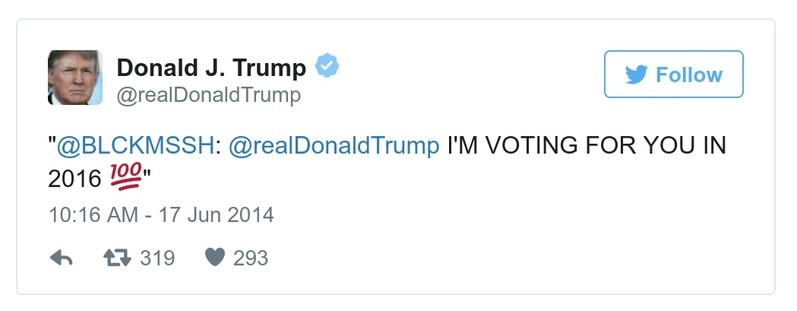 Donald J. Trump
@realDonaldTrump
Follow
"@BLCKMSSH: @realDonaldTrump I'M VOTING FOR YOU IN
2016 💯"
10:16 AM - 17 Jun 2014
319 293